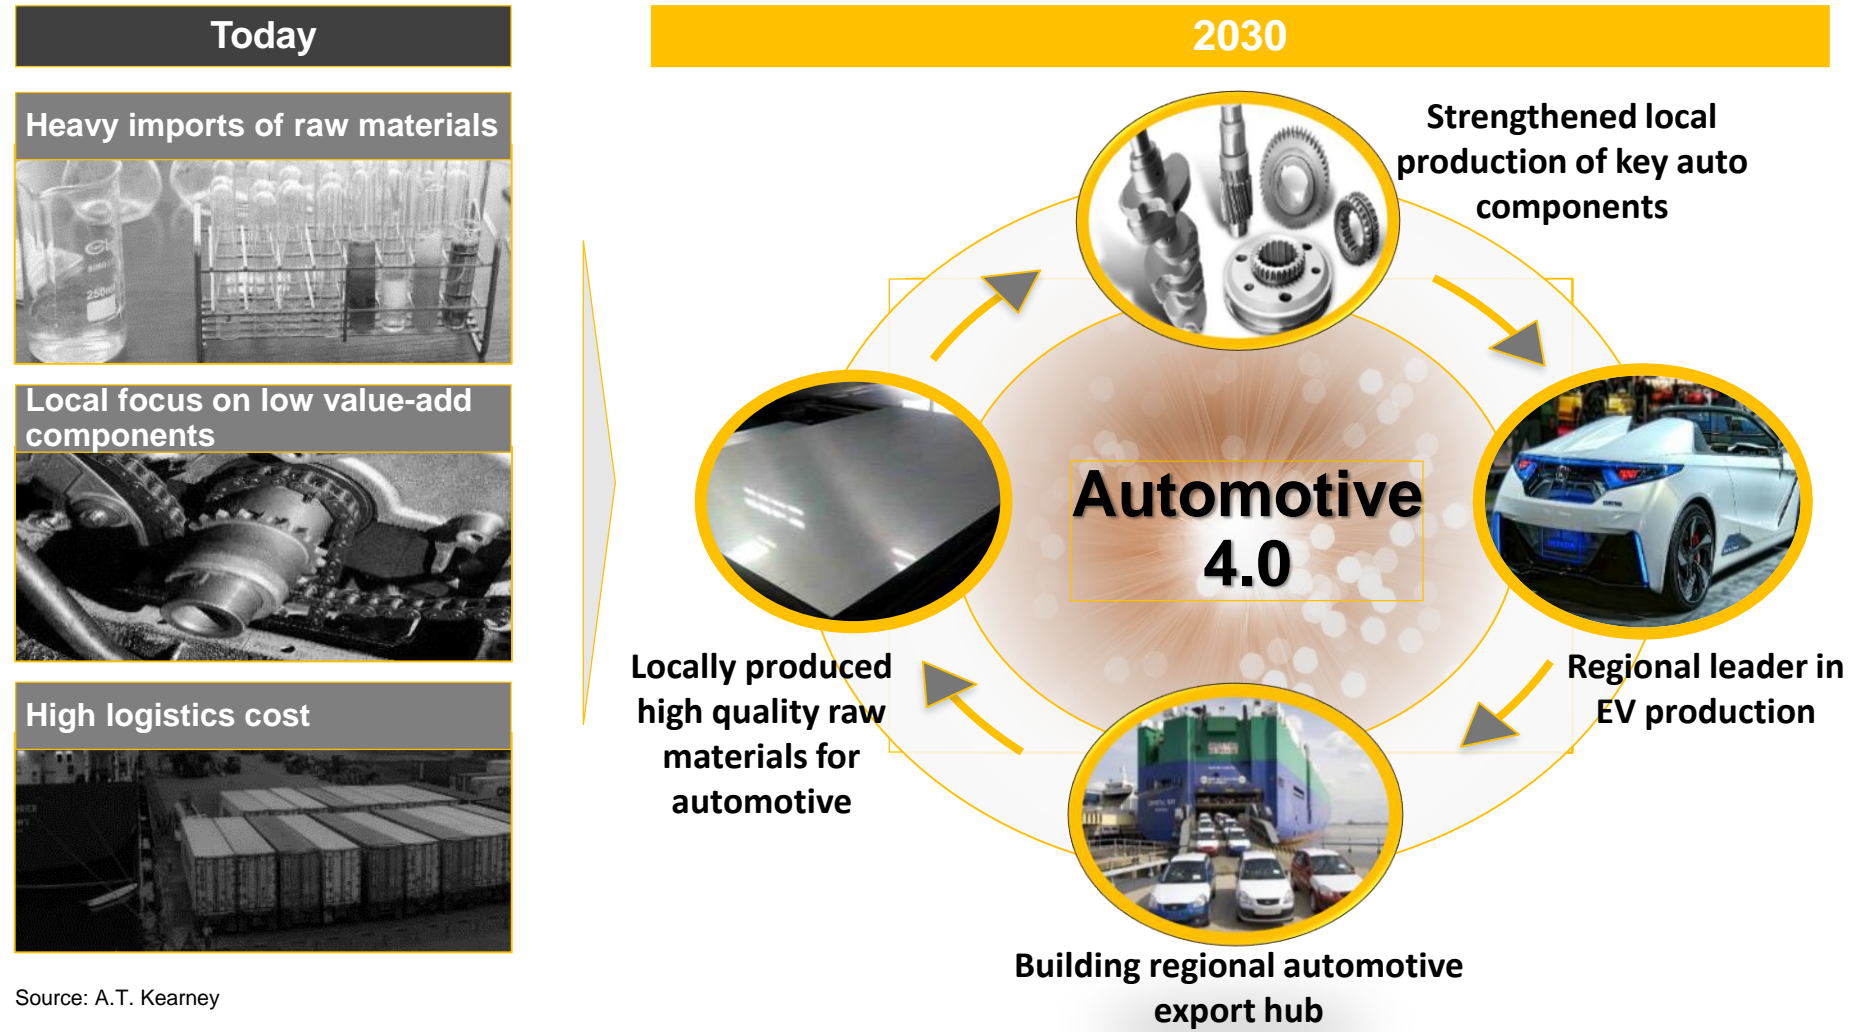 Today
2030
Heavy imports of raw materials
250ml
Local focus on low value-add
components
High logistics cost
Strengthened local
production of key auto
components
Automotive
4.0
Regional leader in
EV production
Locally produced
high quality raw
materials for
automotive
Building regional automotive
export hub
Source: A.T. Kearney